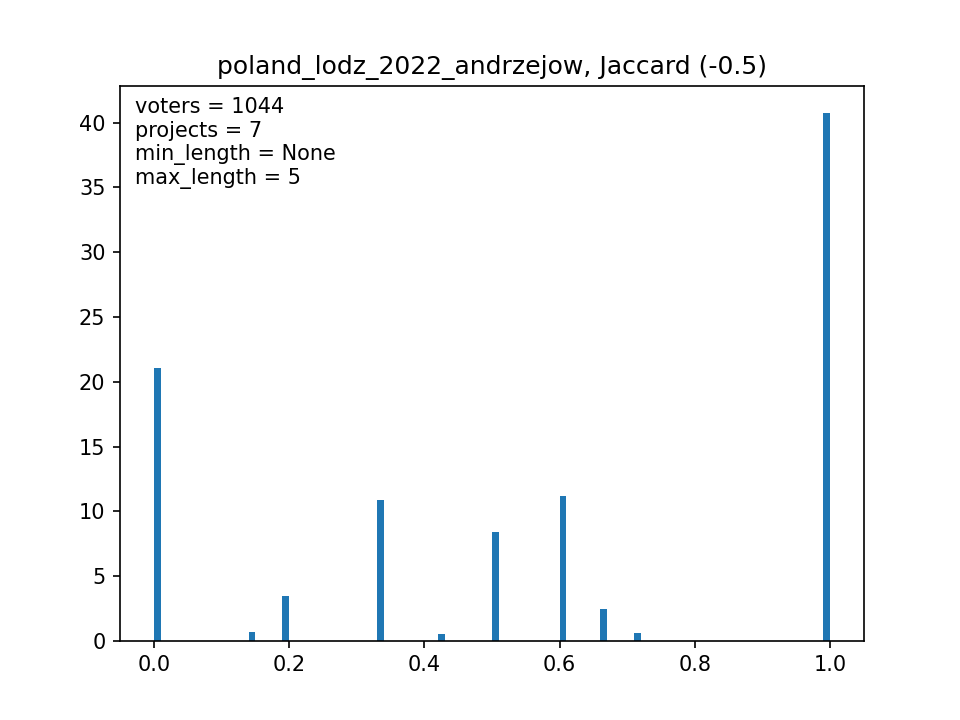 poland_lodz_2022_andrzejow, Jaccard (-0.5)
voters = 1044
projects = 7
min_length = None
max_length = 5
40
35
30
25
20
15
10
5
0
0.0 0.2 0.4 0.6 0.8 1.0